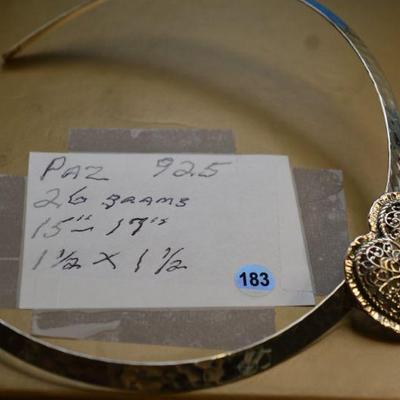 PAZ 92.5
26 grams
15" - 17"
1 1/2 x 1 1/2
183